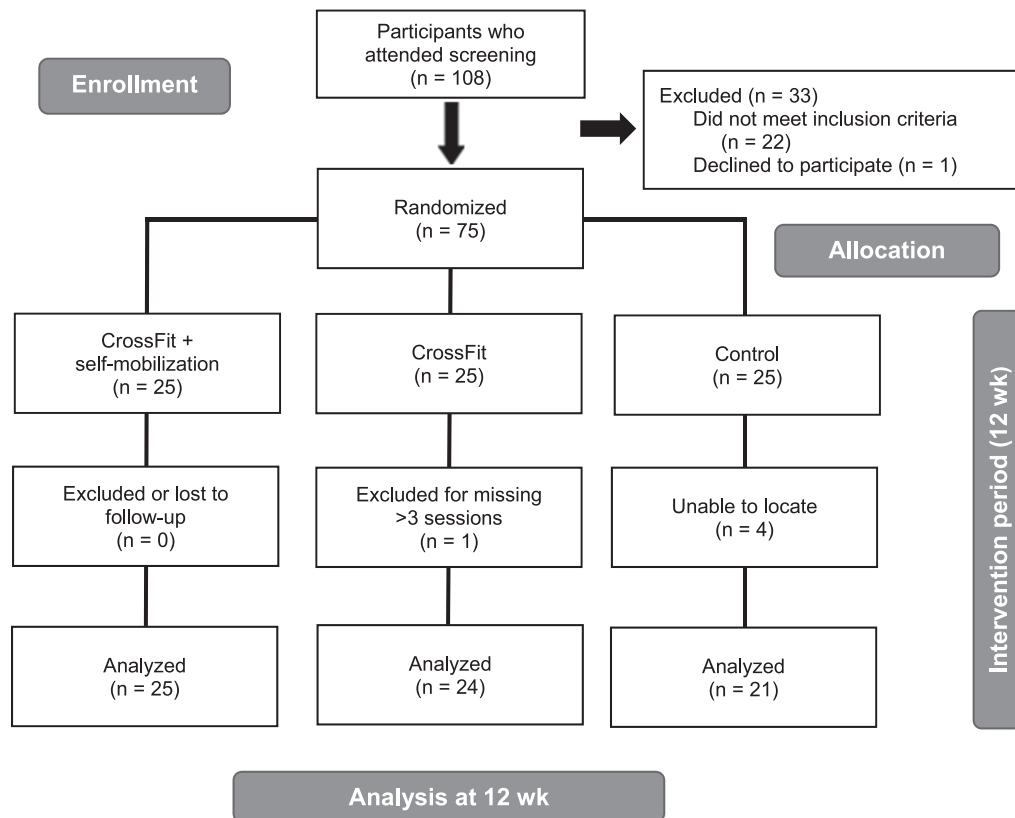 Participants who
attended screening
(n = 108)
Enrollment
Excluded (n = 33)
Did not meet inclusion criteria
(n = 22)
Declined to participate (n = 1)
Randomized
(n = 75)
Allocation
CrossFit +
self-mobilization
(n = 25)
CrossFit
(n = 25)
Control
(n = 25)
Intervention period (12 wk)
Excluded or lost to
follow-up
(n = 0)
Excluded for missing
>3 sessions
(n = 1)
Unable to locate
(n = 4)
Analyzed
(n = 25)
Analyzed
(n = 24)
Analyzed
(n = 21)
Analysis at 12 wk